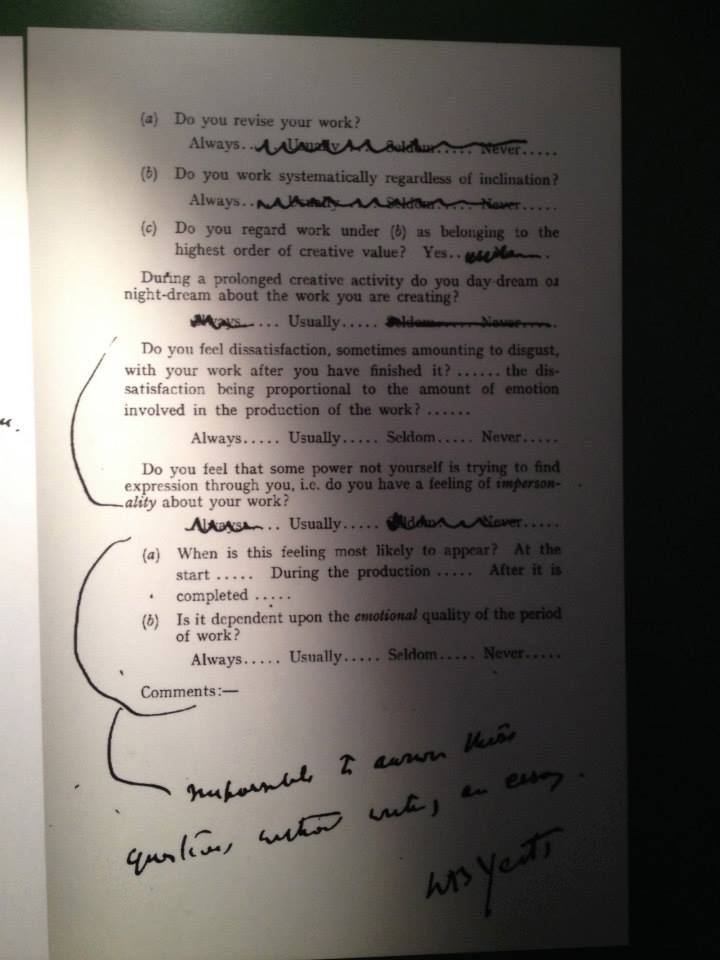 (a) Do you revise your work?
Always.. Usually Seldom..... Never.....
(b) Do you work systematically regardless of inclination?
Always.. Seldom..... Never.....
(c) Do you regard work under (b) as belonging to the
highest order of creative value? Yes..
During a prolonged creative activity do you day-dream or
night-dream about the work you are creating?
Always.... Usually..... Seldom..... Never.....
Do you feel dissatisfaction, sometimes amounting to disgust,
with your work after you have finished it? ...... the dis-
satisfaction being proportional to the amount of emotion
involved in the production of the work? ......
Always..... Usually..... Seldom..... Never.....
Do you feel that some power not yourself is trying to find
expression through you, i.e. do you have a feeling of imperson-
ality about your work?
Always... Usually..... Seldom Never.....
(a) When is this feeling most likely to appear? At the
start ..... During the production ..... After it is
completed .....
(b) Is it dependent upon the emotional quality of the period
of work?
Always..... Usually..... Seldom..... Never.....
Comments:—
impossible to answer these
questions without writing an essay.
WB Yeats